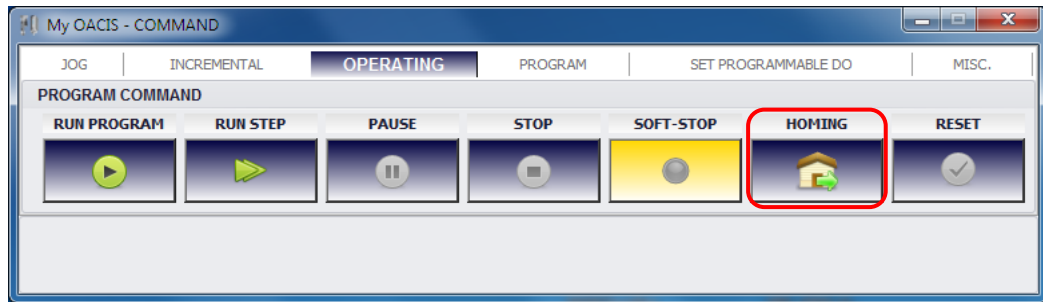 My OACIS - COMMAND
JOG INCREMENTAL OPERATING PROGRAM SET PROGRAMMABLE DO MISC.
PROGRAM COMMAND
RUN PROGRAM RUN STEP PAUSE STOP SOFT-STOP HOMING RESET